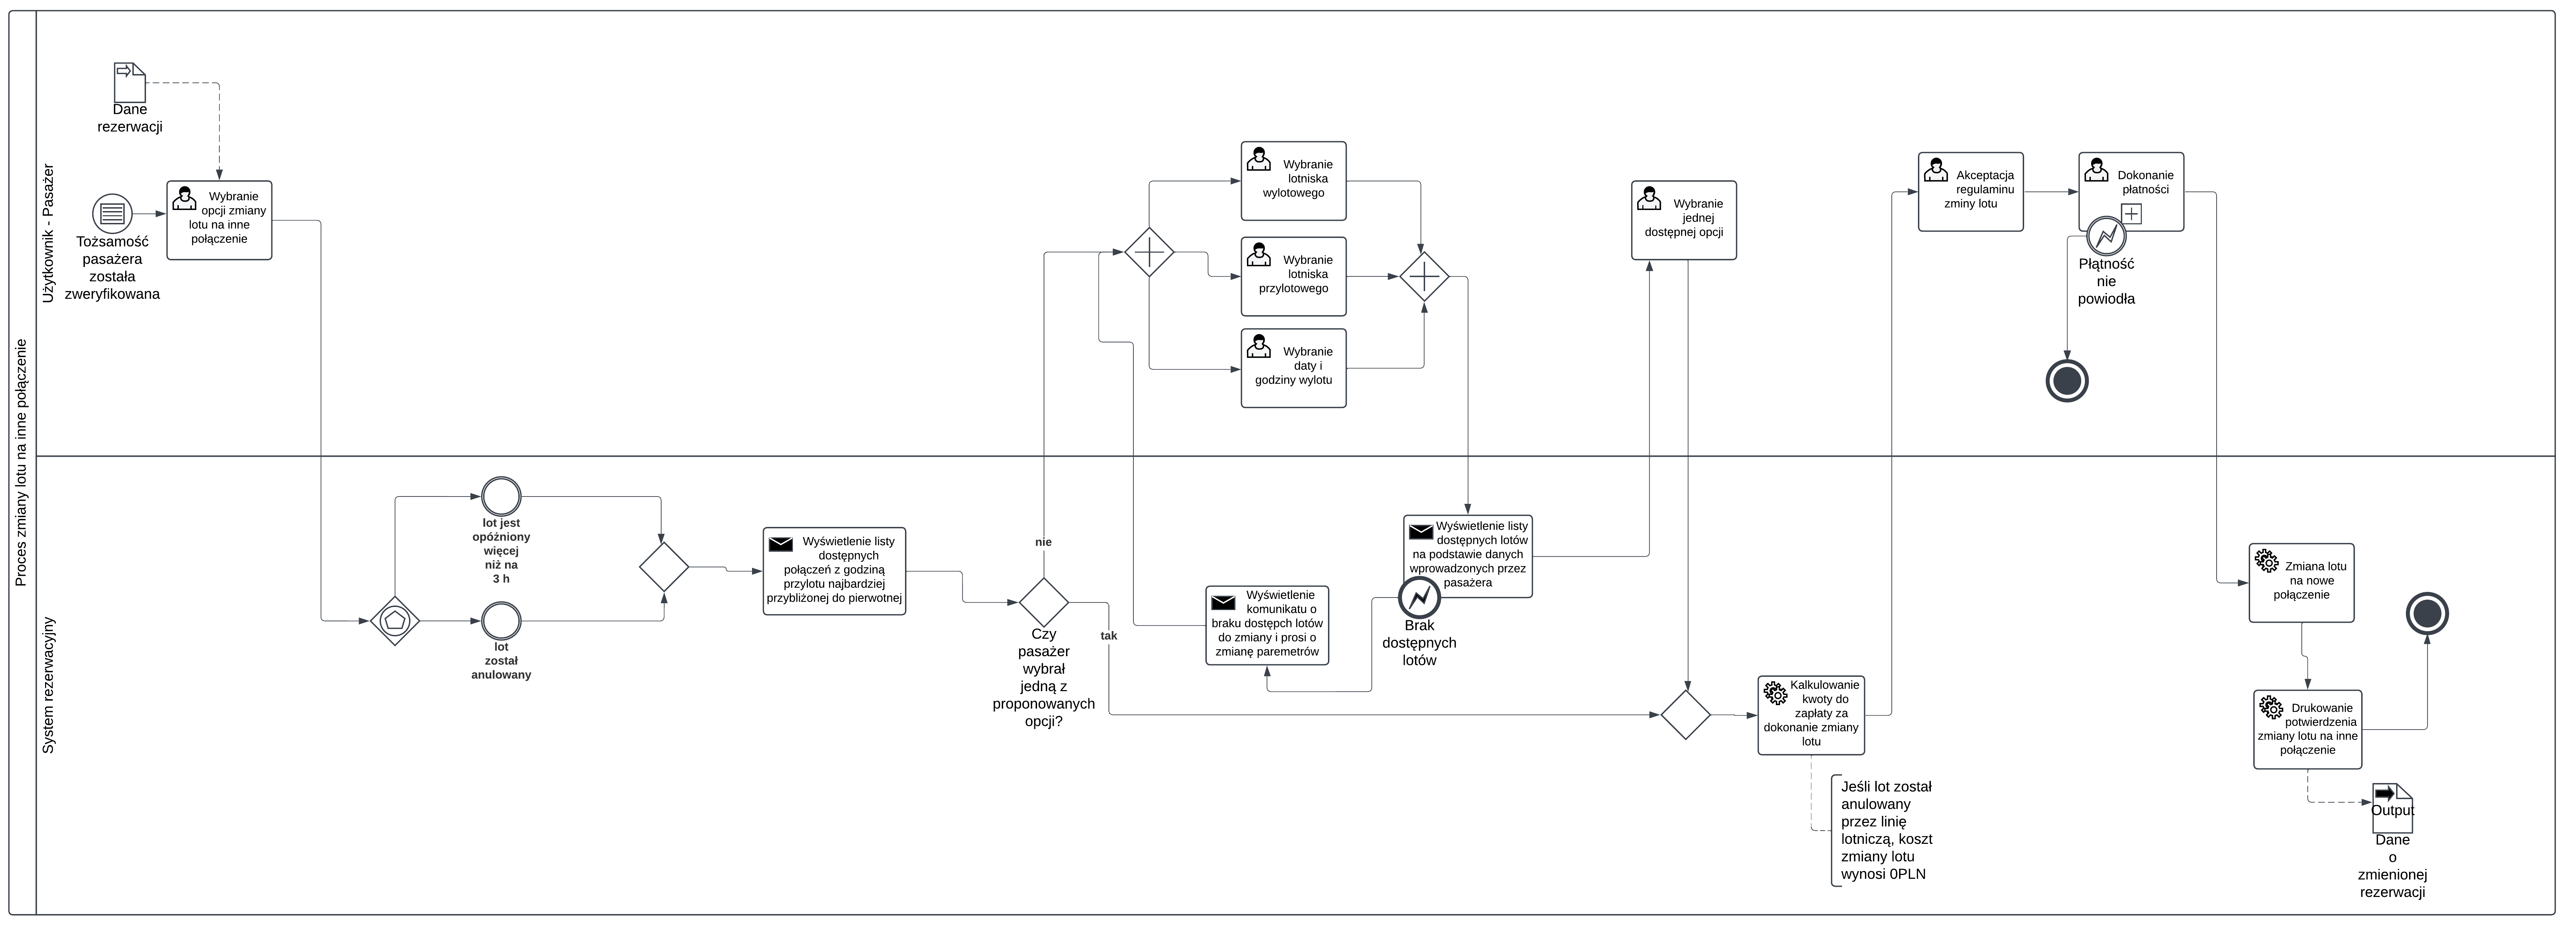 Proces zmiany lotu na inne połączenie
Użytkownik - Pasażer
Dane
rezerwacji
Tożsamość
pasażera
została
zweryfikowana
Wybranie
opcji zmiany
lotu na inne
połączenie
Wybranie
lotniska
wylotowego
Wybranie
lotniska
przylotowego
Wybranie
daty i
godziny wylotu
Wybranie
jednej
dostępnej opcji
Akceptacja
regulaminu
zminy lotu
Dokonanie
płatności
Płątność
nie
powiodła
System rezerwacyjny
lot jest
opóźniony
więcej
niż na
3 h
lot
został
anulowany
Wyświetlenie listy
dostępnych
połączeń z godziną
przylotu najbardziej
przybliżonej do pierwotnej
nie
tak
Czy
pasażer
wybrał
jedną z
proponowanych
opcji?
Wyświetlenie
komunikatu o
braku dostępch lotów
do zmiany i prosi o
zmianę paremetrów
Wyświetlenie listy
dostępnych lotów
na podstawie danych
wprowadzonych przez
pasażera
Brak
dostępnych
lotów
Kalkulowanie
kwoty do
zapłaty za
dokonanie zmiany
lotu
Jeśli lot został
anulowany
przez linię
lotniczą, koszt
zmiany lotu
wynosi 0PLN
Zmiana lotu
na nowe
połączenie
Drukowanie
potwierdzenia
zmiany lotu na inne
połączenie
Output
Dane
o
zmienionej
rezerwacji